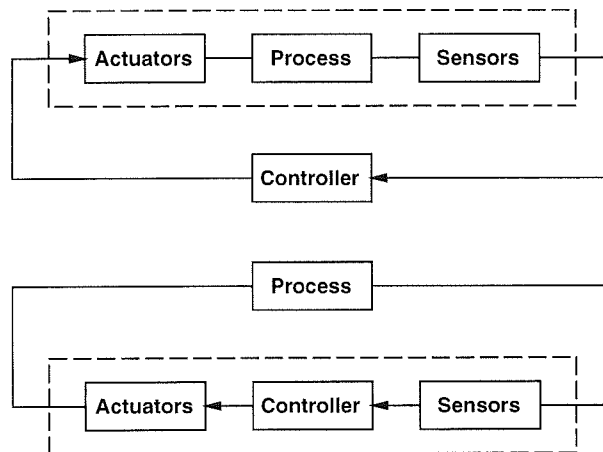 Actuators Process Sensors
Controller
Process
Actuators Controller Sensors